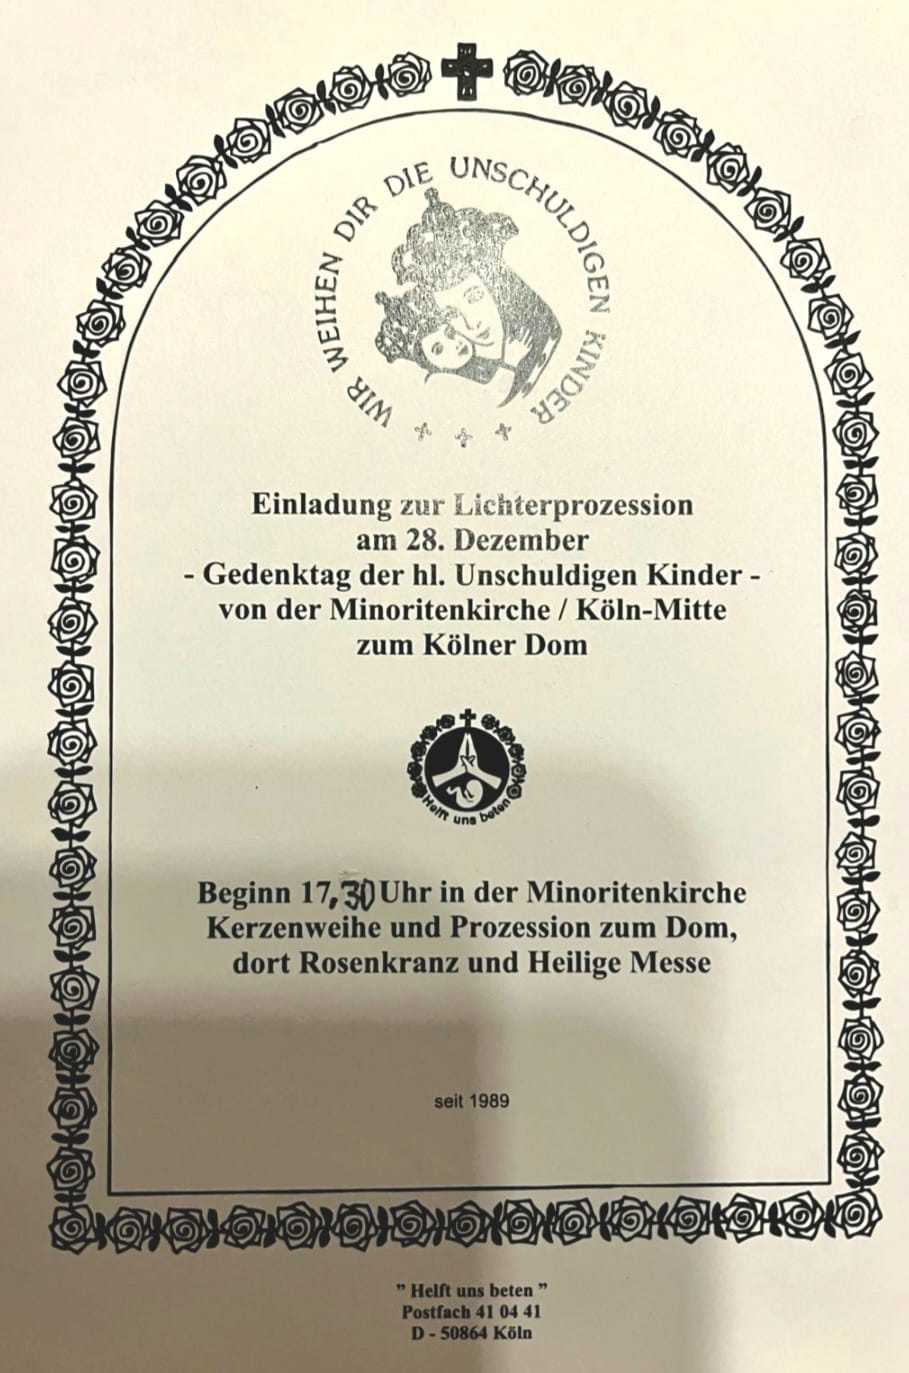 WIR WEIHEN DIR DIE UNSCHULDIGEN KINDER
Einladung zur Lichterprozession
am 28. Dezember
- Gedenktag der hl. Unschuldigen Kinder -
von der Minoritenkirche / Köln-Mitte
zum Kölner Dom
Helft uns beten
Beginn 17,30 Uhr in der Minoritenkirche
Kerzenweihe und Prozession zum Dom,
dort Rosenkranz und Heilige Messe
seit 1989
" Helft uns beten "
Postfach 41 04 41
D - 50864 Köln